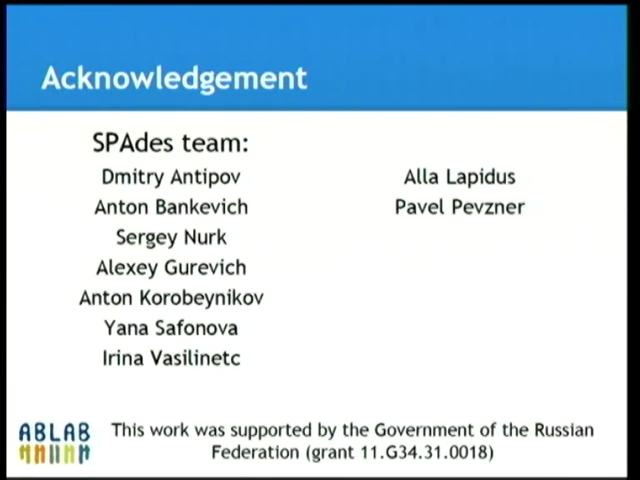 Acknowledgement
SPAdes team:
Dmitry Antipov
Anton Bankevich
Sergey Nurk
Alexey Gurevich
Anton Korobeynikov
Yana Safonova
Irina Vasilinetc
Alla Lapidus
Pavel Pevzner
ABLAB
This work was supported by the Government of the Russian
Federation (grant 11.G34.31.0018)